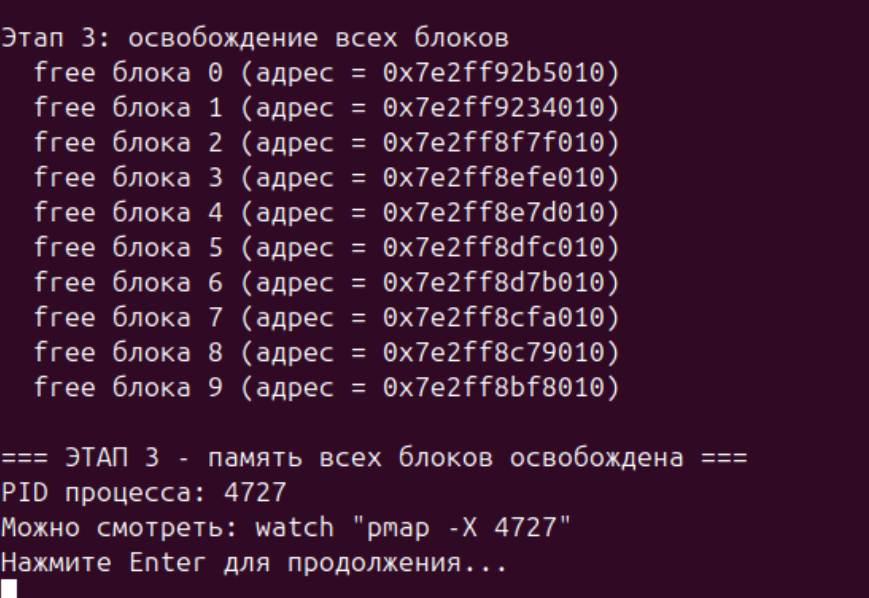 Этап 3: освобождение всех блоков
  free блока 0 (адрес = 0x7e2ff92b5010)
  free блока 1 (адрес = 0x7e2ff9234010)
  free блока 2 (адрес = 0x7e2ff8f7f010)
  free блока 3 (адрес = 0x7e2ff8efe010)
  free блока 4 (адрес = 0x7e2ff8e7d010)
  free блока 5 (адрес = 0x7e2ff8dfc010)
  free блока 6 (адрес = 0x7e2ff8d7b010)
  free блока 7 (адрес = 0x7e2ff8cfa010)
  free блока 8 (адрес = 0x7e2ff8c79010)
  free блока 9 (адрес = 0x7e2ff8bf8010)

=== ЭТАП 3 - память всех блоков освобождена ===
PID процесса: 4727
Можно смотреть: watch "pmap -X 4727"
Нажмите Enter для продолжения...